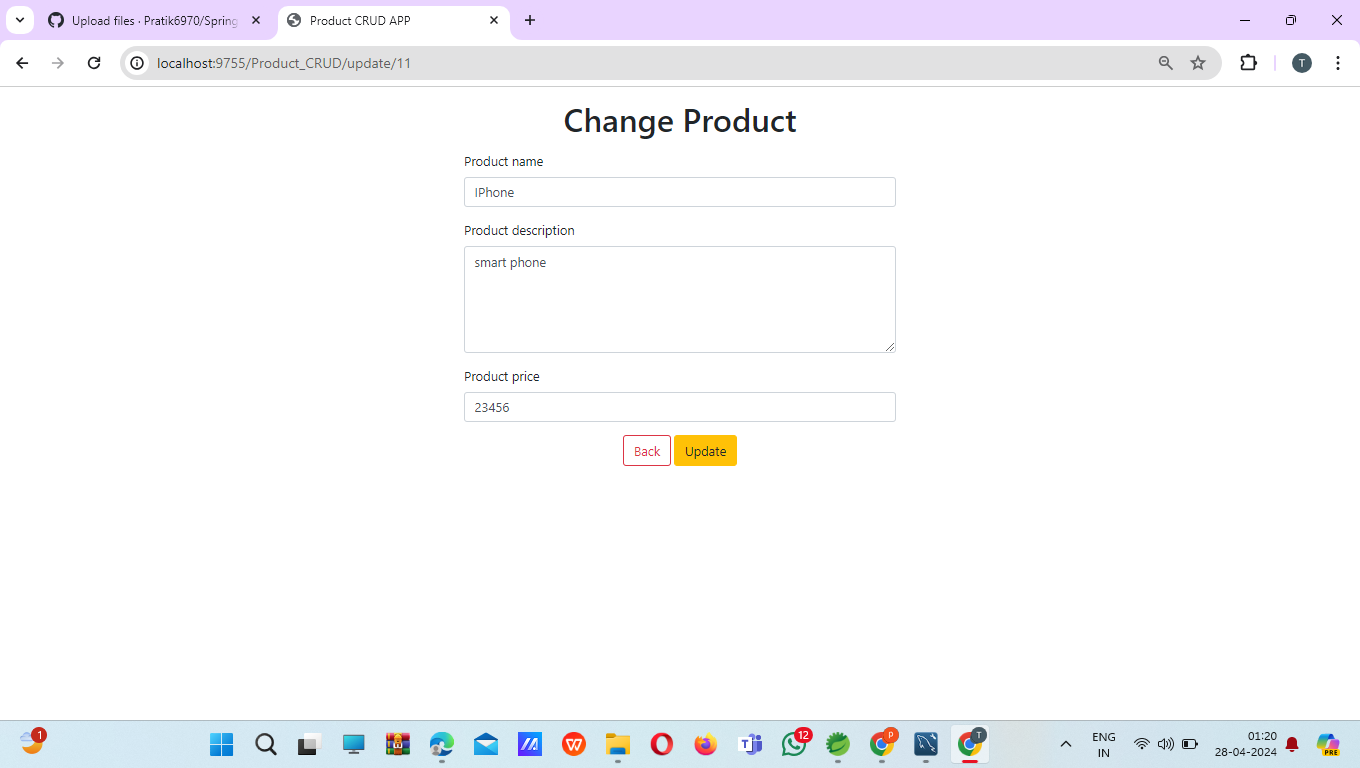 Upload files · Pratik6970/Spring
Product CRUD APP
localhost:9755/Product_CRUD/update/11
T
Change Product
Product name
IPhone
Product description
smart phone
Product price
23456
Back Update
1
12
P
T
ENG
IN
01:20
28-04-2024
PRE